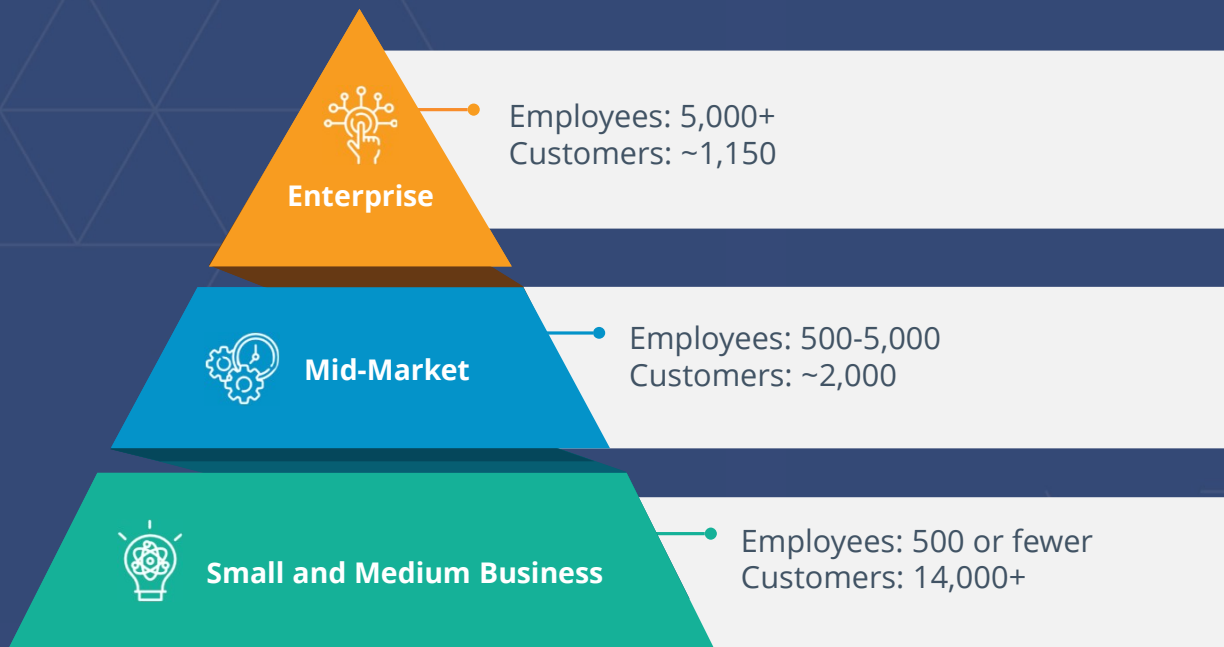 Enterprise
Employees: 5,000+
Customers: ~1,150
Mid-Market
Employees: 500-5,000
Customers: ~2,000
Small and Medium Business
Employees: 500 or fewer
Customers: 14,000+